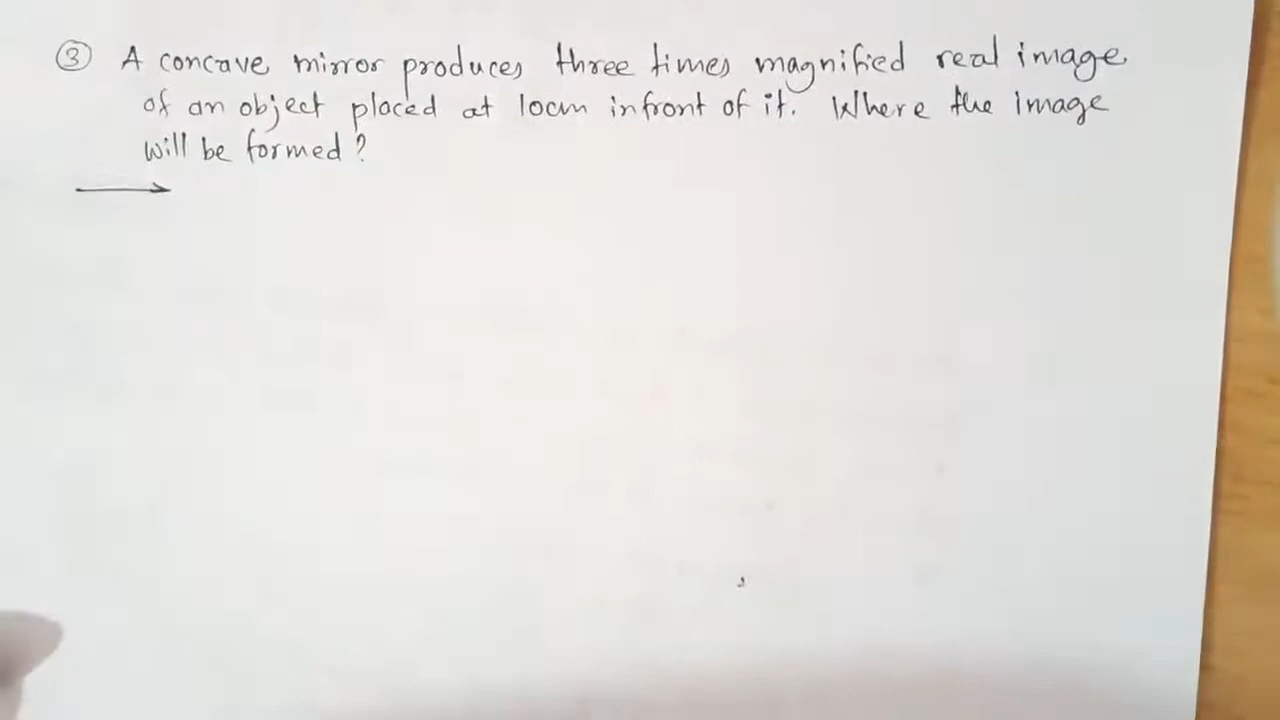 ③ A concave mirror produces three times magnified real image
of an object placed at 10cm infront of it. Where the image
will be formed?